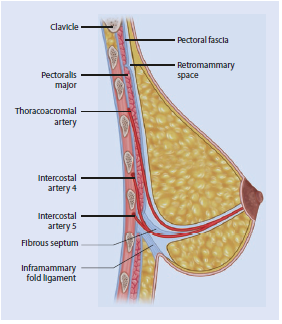 Clavicle
Pectoral fascia
Retromammary
space
Pectoralis
major
Thoracoacromial
artery
Intercostal
artery 4
Intercostal
artery 5
Fibrous septum
Inframammary
fold ligament